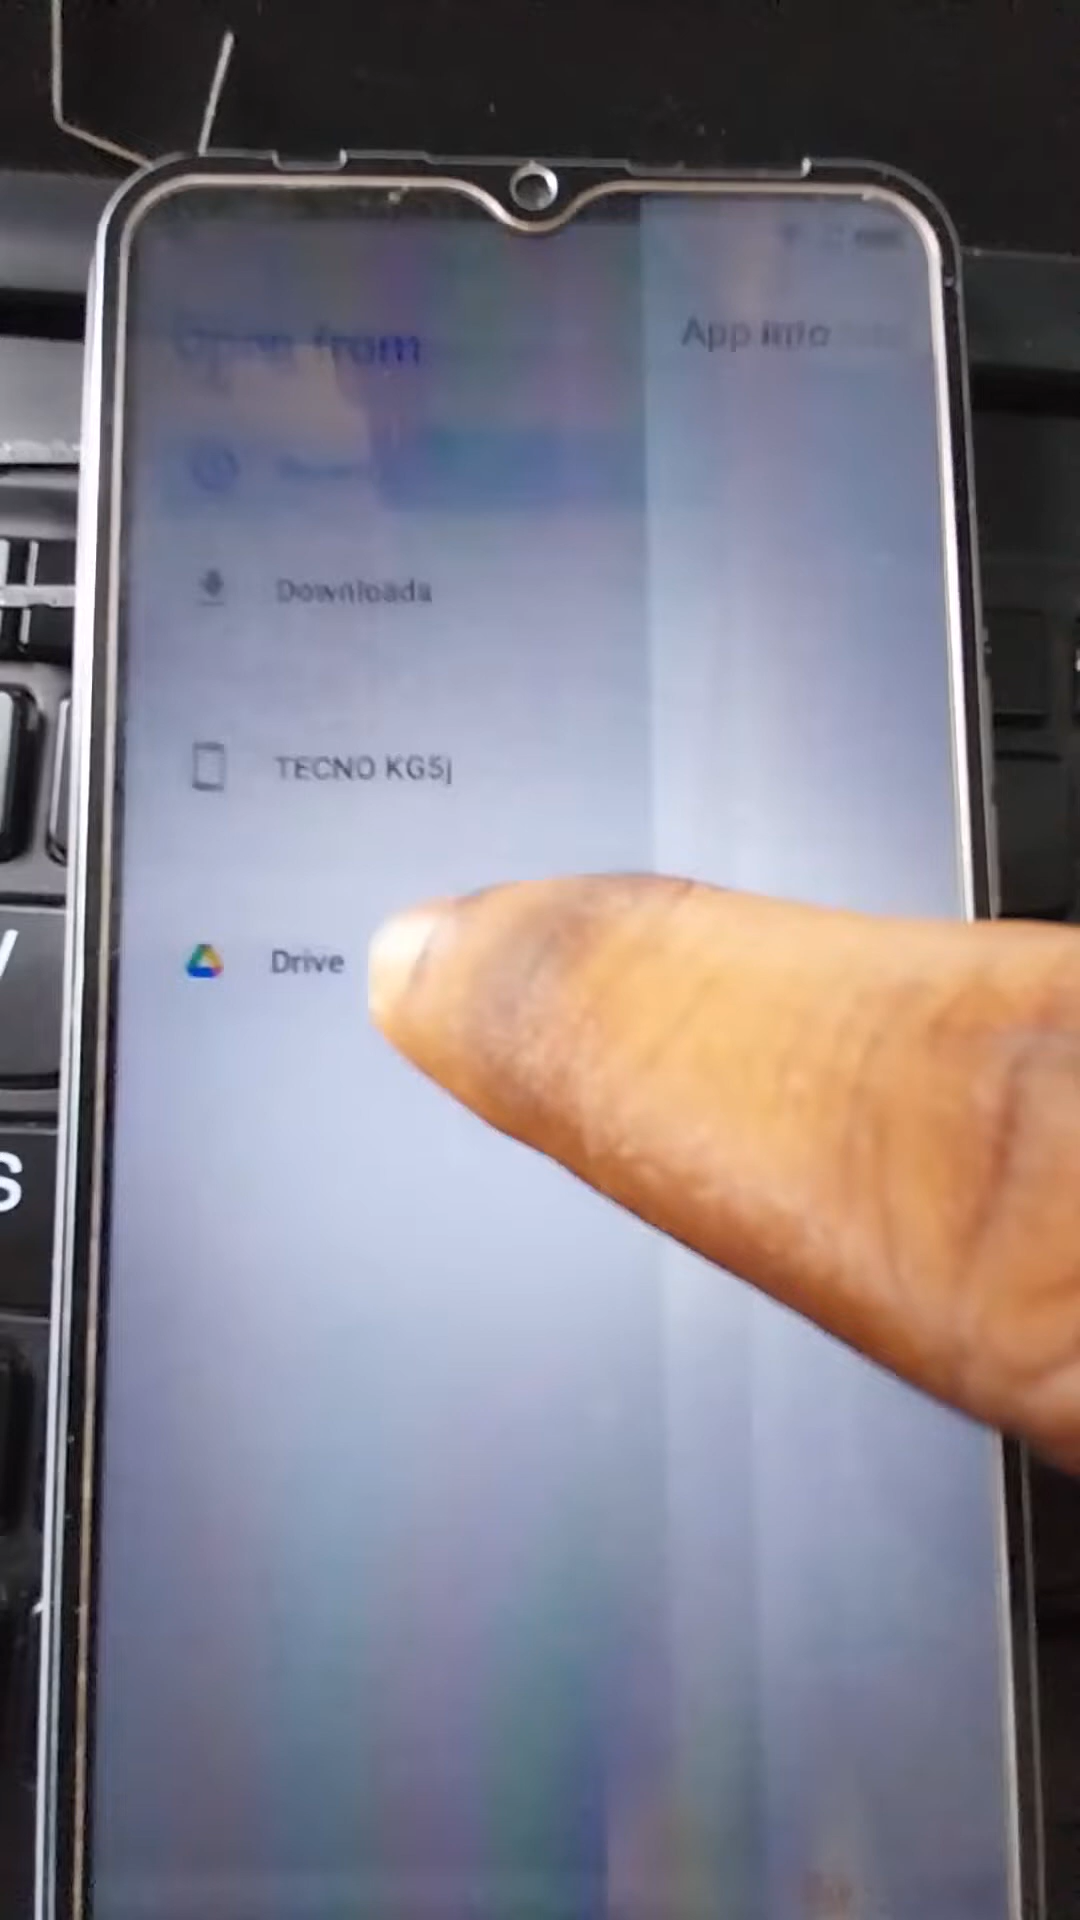 Open from
App info
Downloads
TECNO KG5j
Drive
S